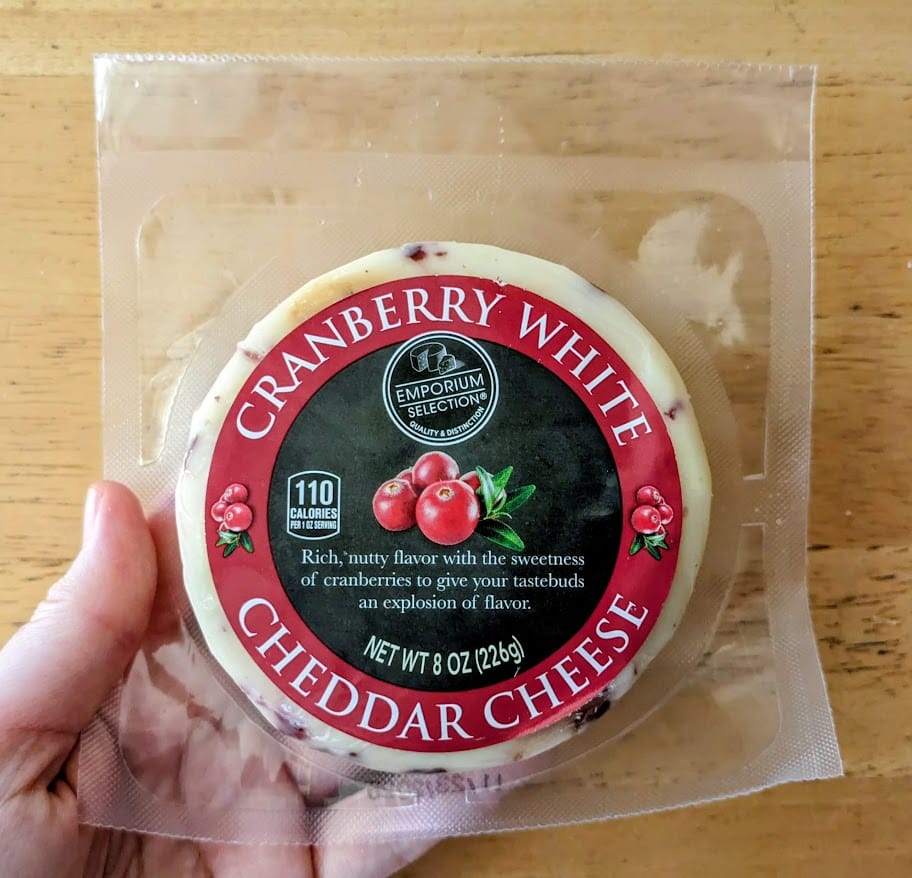 CRANBERRY WHITE
EMPORIUM
SELECTION®
QUALITY & DISTINCTION
110
CALORIES
PER 1 OZ SERVING
Rich, nutty flavor with the sweetness
of cranberries to give your tastebuds
an explosion of flavor.
NET WT 8 OZ (226g)
CHEDDAR CHEESE